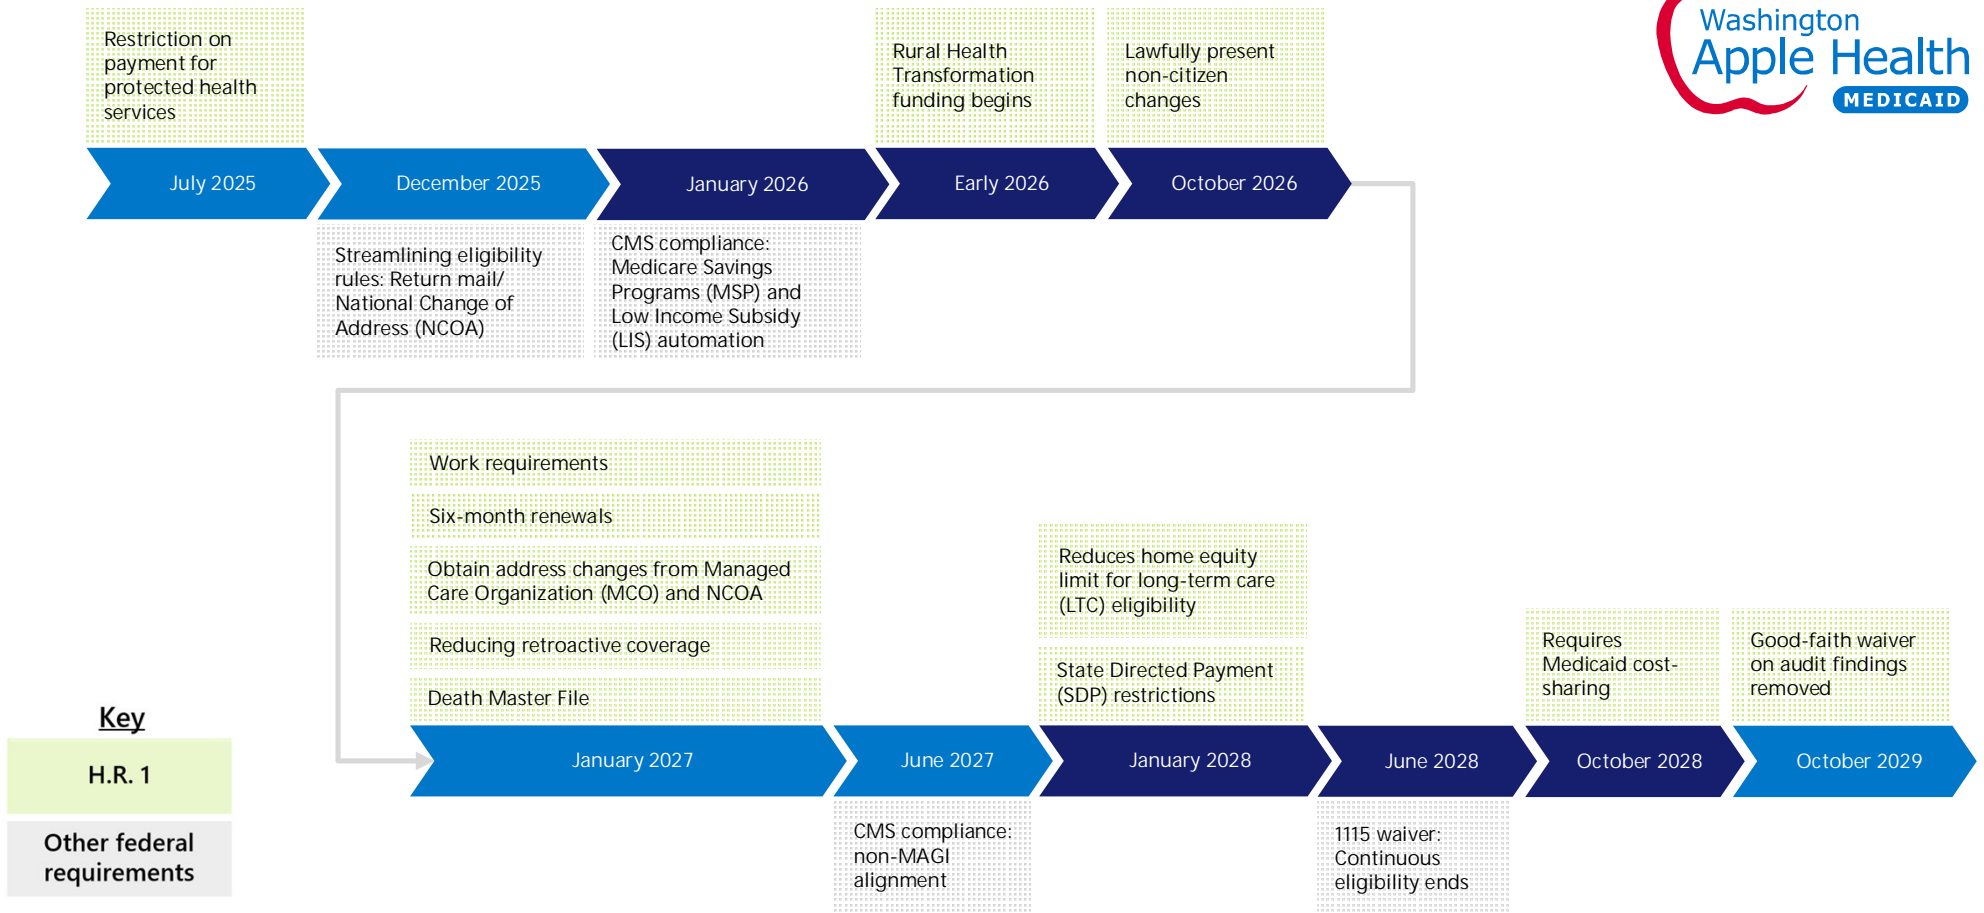 Washington
Apple Health
MEDICAID
Restriction on
payment for
protected health
services
Rural Health
Transformation
funding begins
Lawfully present
non-citizen
changes
July 2025
December 2025
January 2026
Early 2026
October 2026
Streamlining eligibility
rules: Return mail/
National Change of
Address (NCOA)
CMS compliance:
Medicare Savings
Programs (MSP) and
Low Income Subsidy
(LIS) automation
Work requirements
Six-month renewals
Obtain address changes from Managed
Care Organization (MCO) and NCOA
Reducing retroactive coverage
Death Master File
Reduces home equity
limit for long-term care
(LTC) eligibility
State Directed Payment
(SDP) restrictions
Requires
Medicaid cost-
sharing
Good-faith waiver
on audit findings
removed
January 2027
June 2027
January 2028
June 2028
October 2028
October 2029
CMS compliance:
non-MAGI
alignment
1115 waiver:
Continuous
eligibility ends
Key
H.R. 1
Other federal
requirements